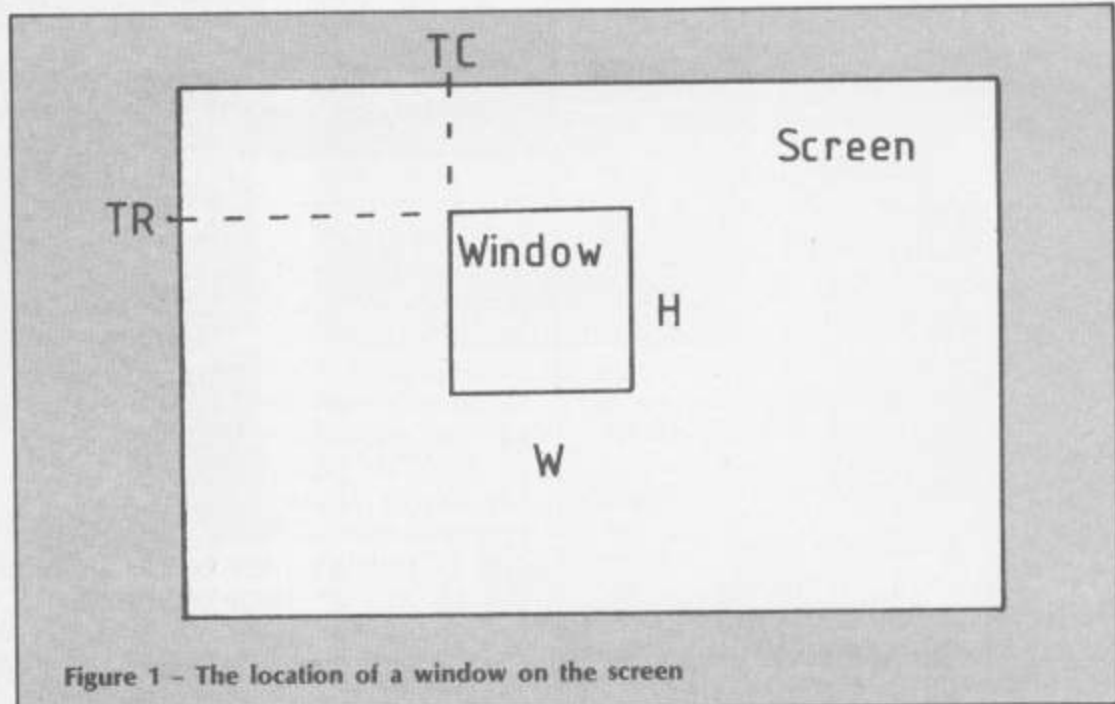 TC
Screen
TR
Window
H
W
Figure 1 – The location of a window on the screen